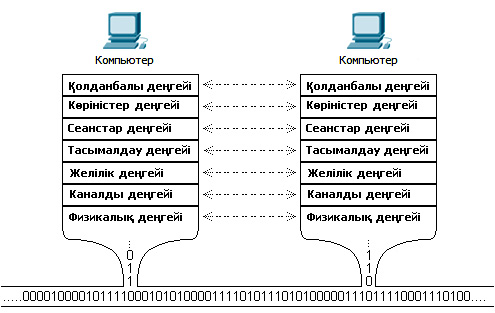 Компьютер Компьютер
Қолданбалы деңгейі Қолданбалы деңгейі
Көріністер деңгейі Көріністер деңгейі
Сеанстар деңгейі Сеанстар деңгейі
Тасымалдау деңгейі Тасымалдау деңгейі
Желілік деңгейі Желілік деңгейі
Каналды деңгейі Каналды деңгейі
Физикалық деңгейі Физикалық деңгейі
0 1
1 1
1 0
.....0000100001011110001010100001111010111010100000111011110001110100....